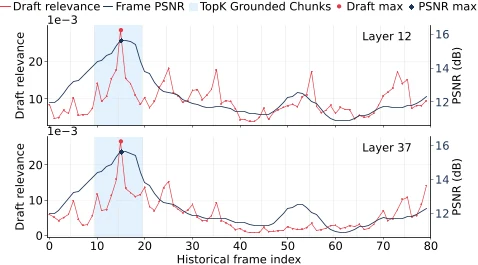 Draft relevance Frame PSNR TopK Grounded Chunks Draft max PSNR max
1e−3
Layer 12
Draft relevance
20
10
PSNR (dB)
16
14
12
1e−3
Layer 37
Draft relevance
20
10
0
PSNR (dB)
16
14
12
0 10 20 30 40 50 60 70 80
Historical frame index